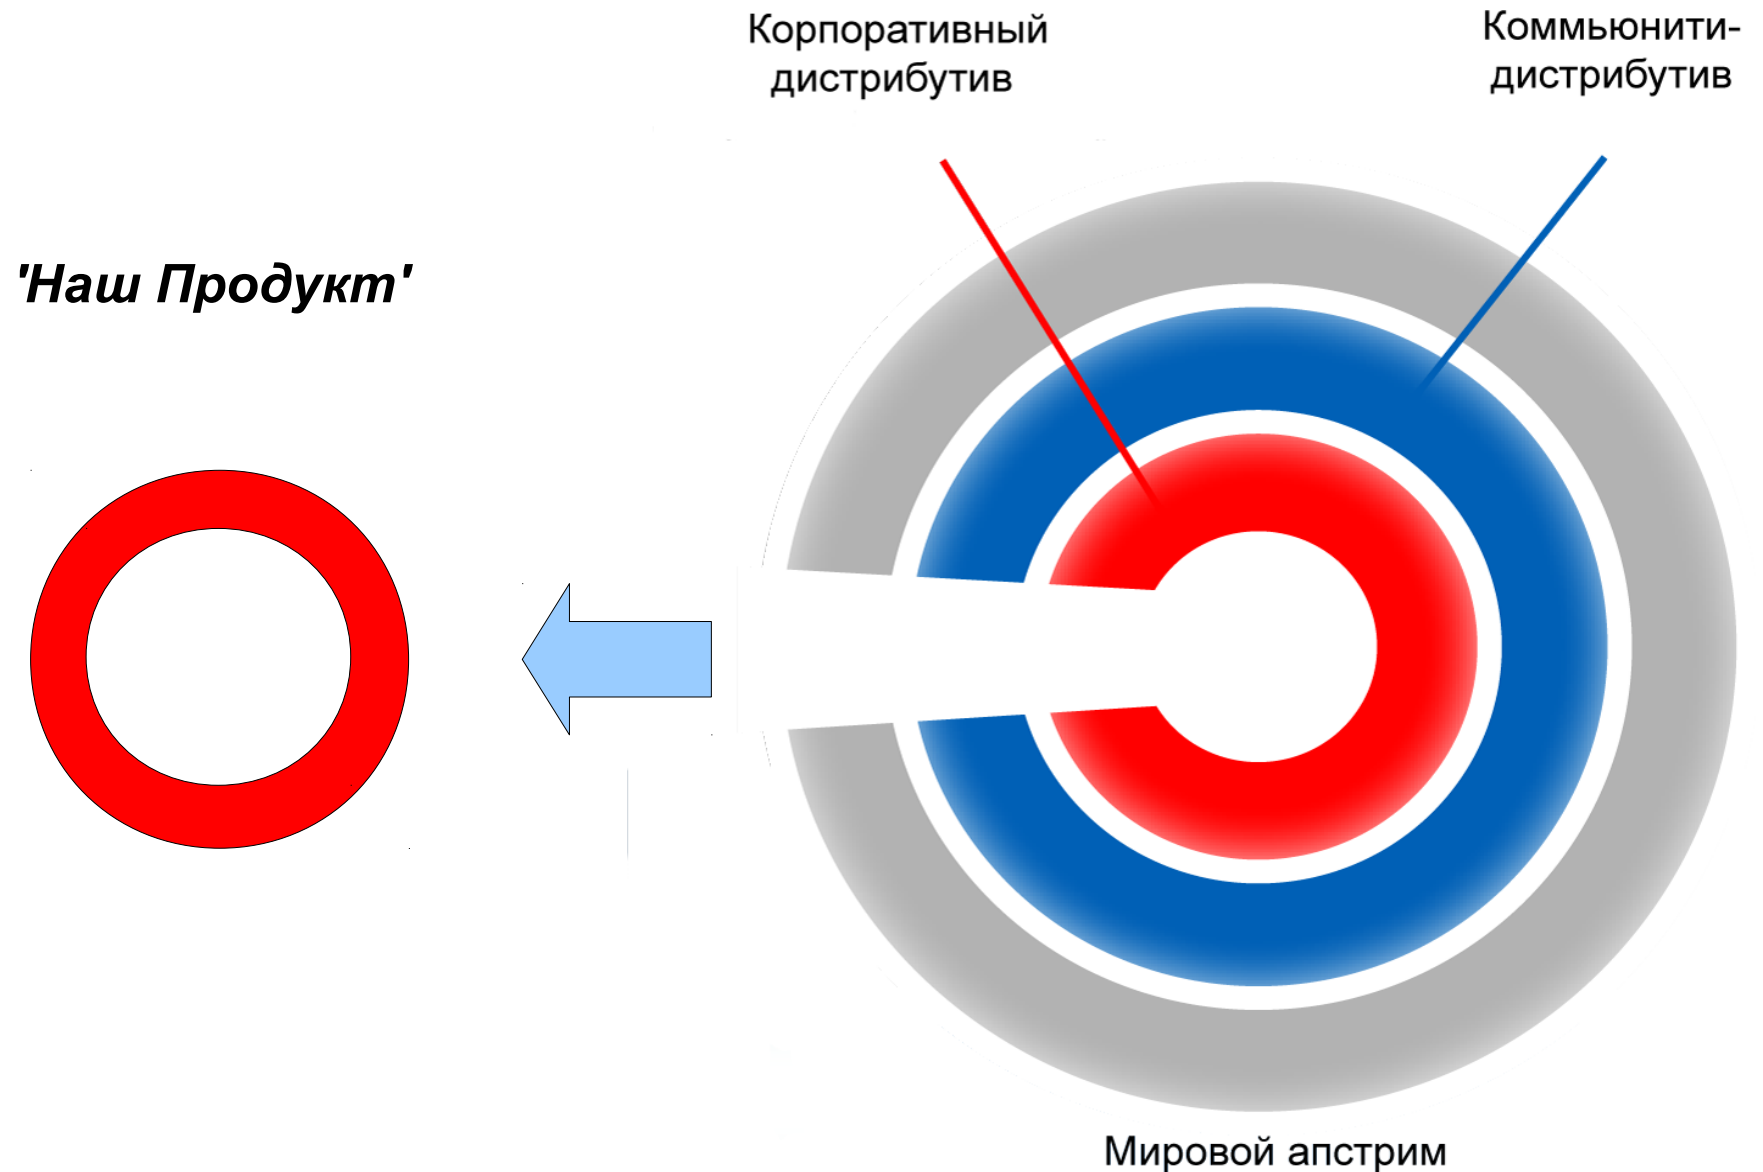 Корпоративный
дистрибутив
Коммьюнити-
дистрибутив
'Наш Продукт'
Мировой апстрим